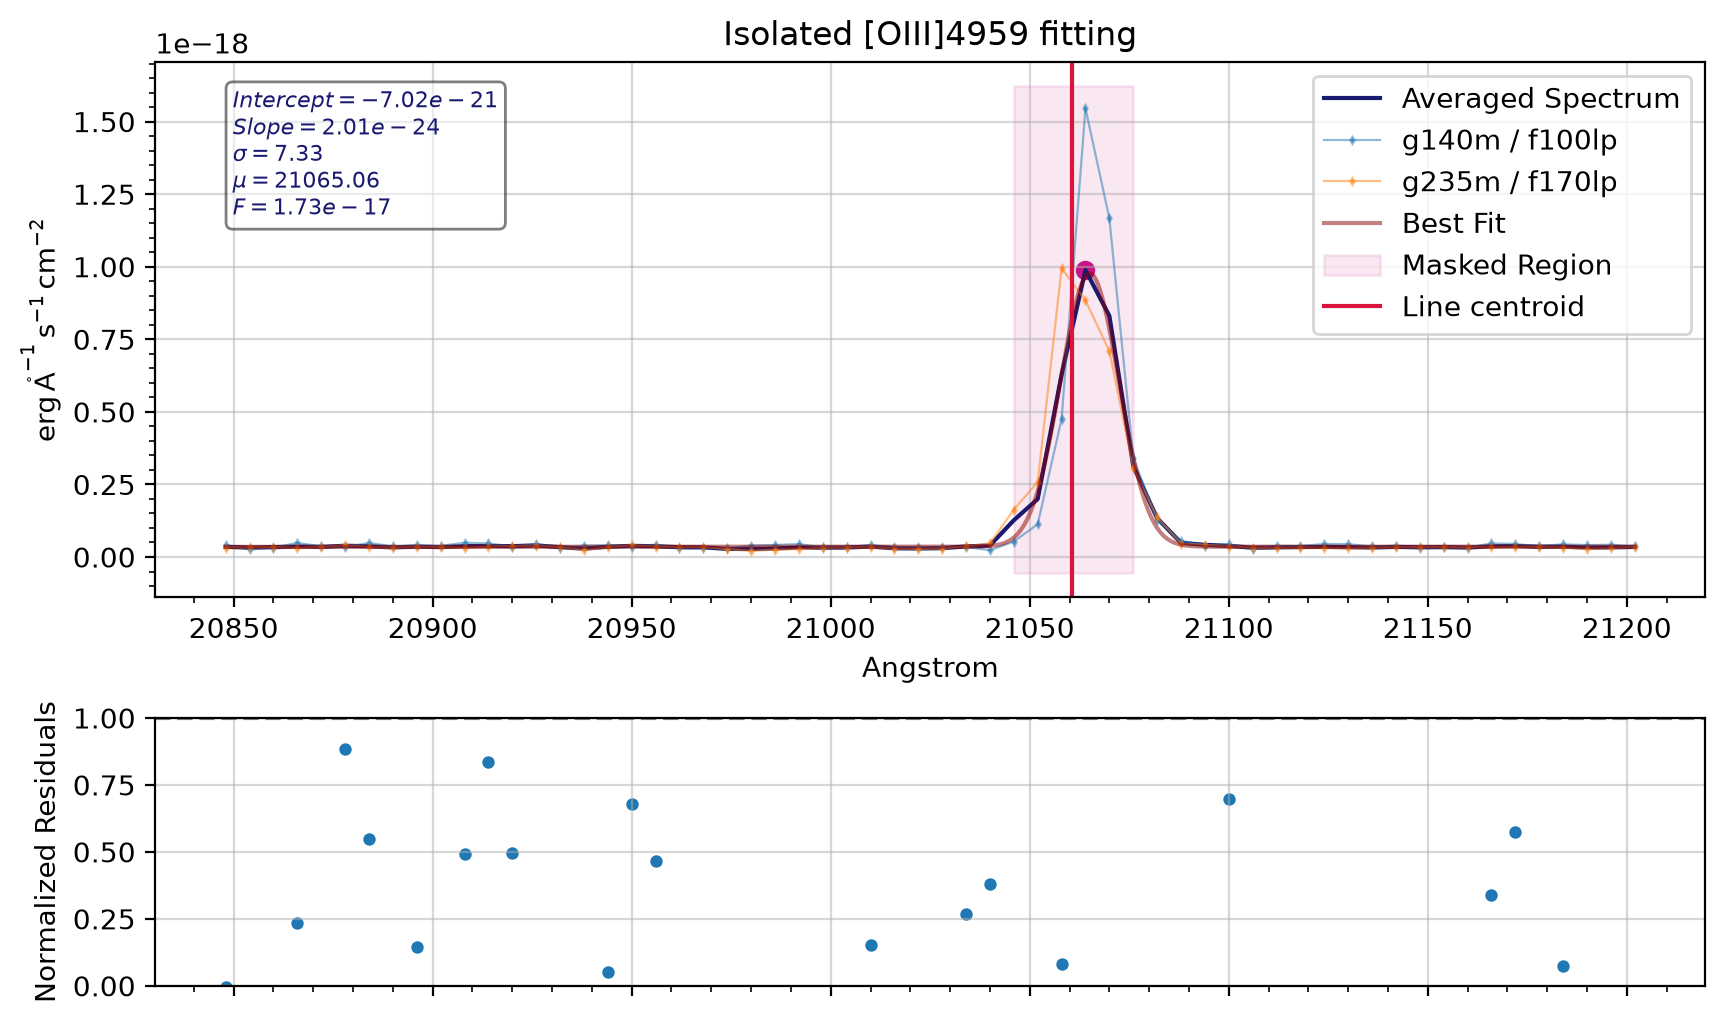 Isolated [OIII]4959 fitting
1e−18
Intercept = −7.02e − 21
Slope = 2.01e − 24
σ = 7.33
μ = 21065.06
F = 1.73e − 17
Averaged Spectrum
g140m / f100lp
g235m / f170lp
Best Fit
Masked Region
Line centroid
1.50
1.25
1.00
0.75
0.50
0.25
0.00
erg Å⁻¹ s⁻¹ cm⁻²
20850 20900 20950 21000 21050 21100 21150 21200
Angstrom
1.00
0.75
0.50
0.25
0.00
Normalized Residuals